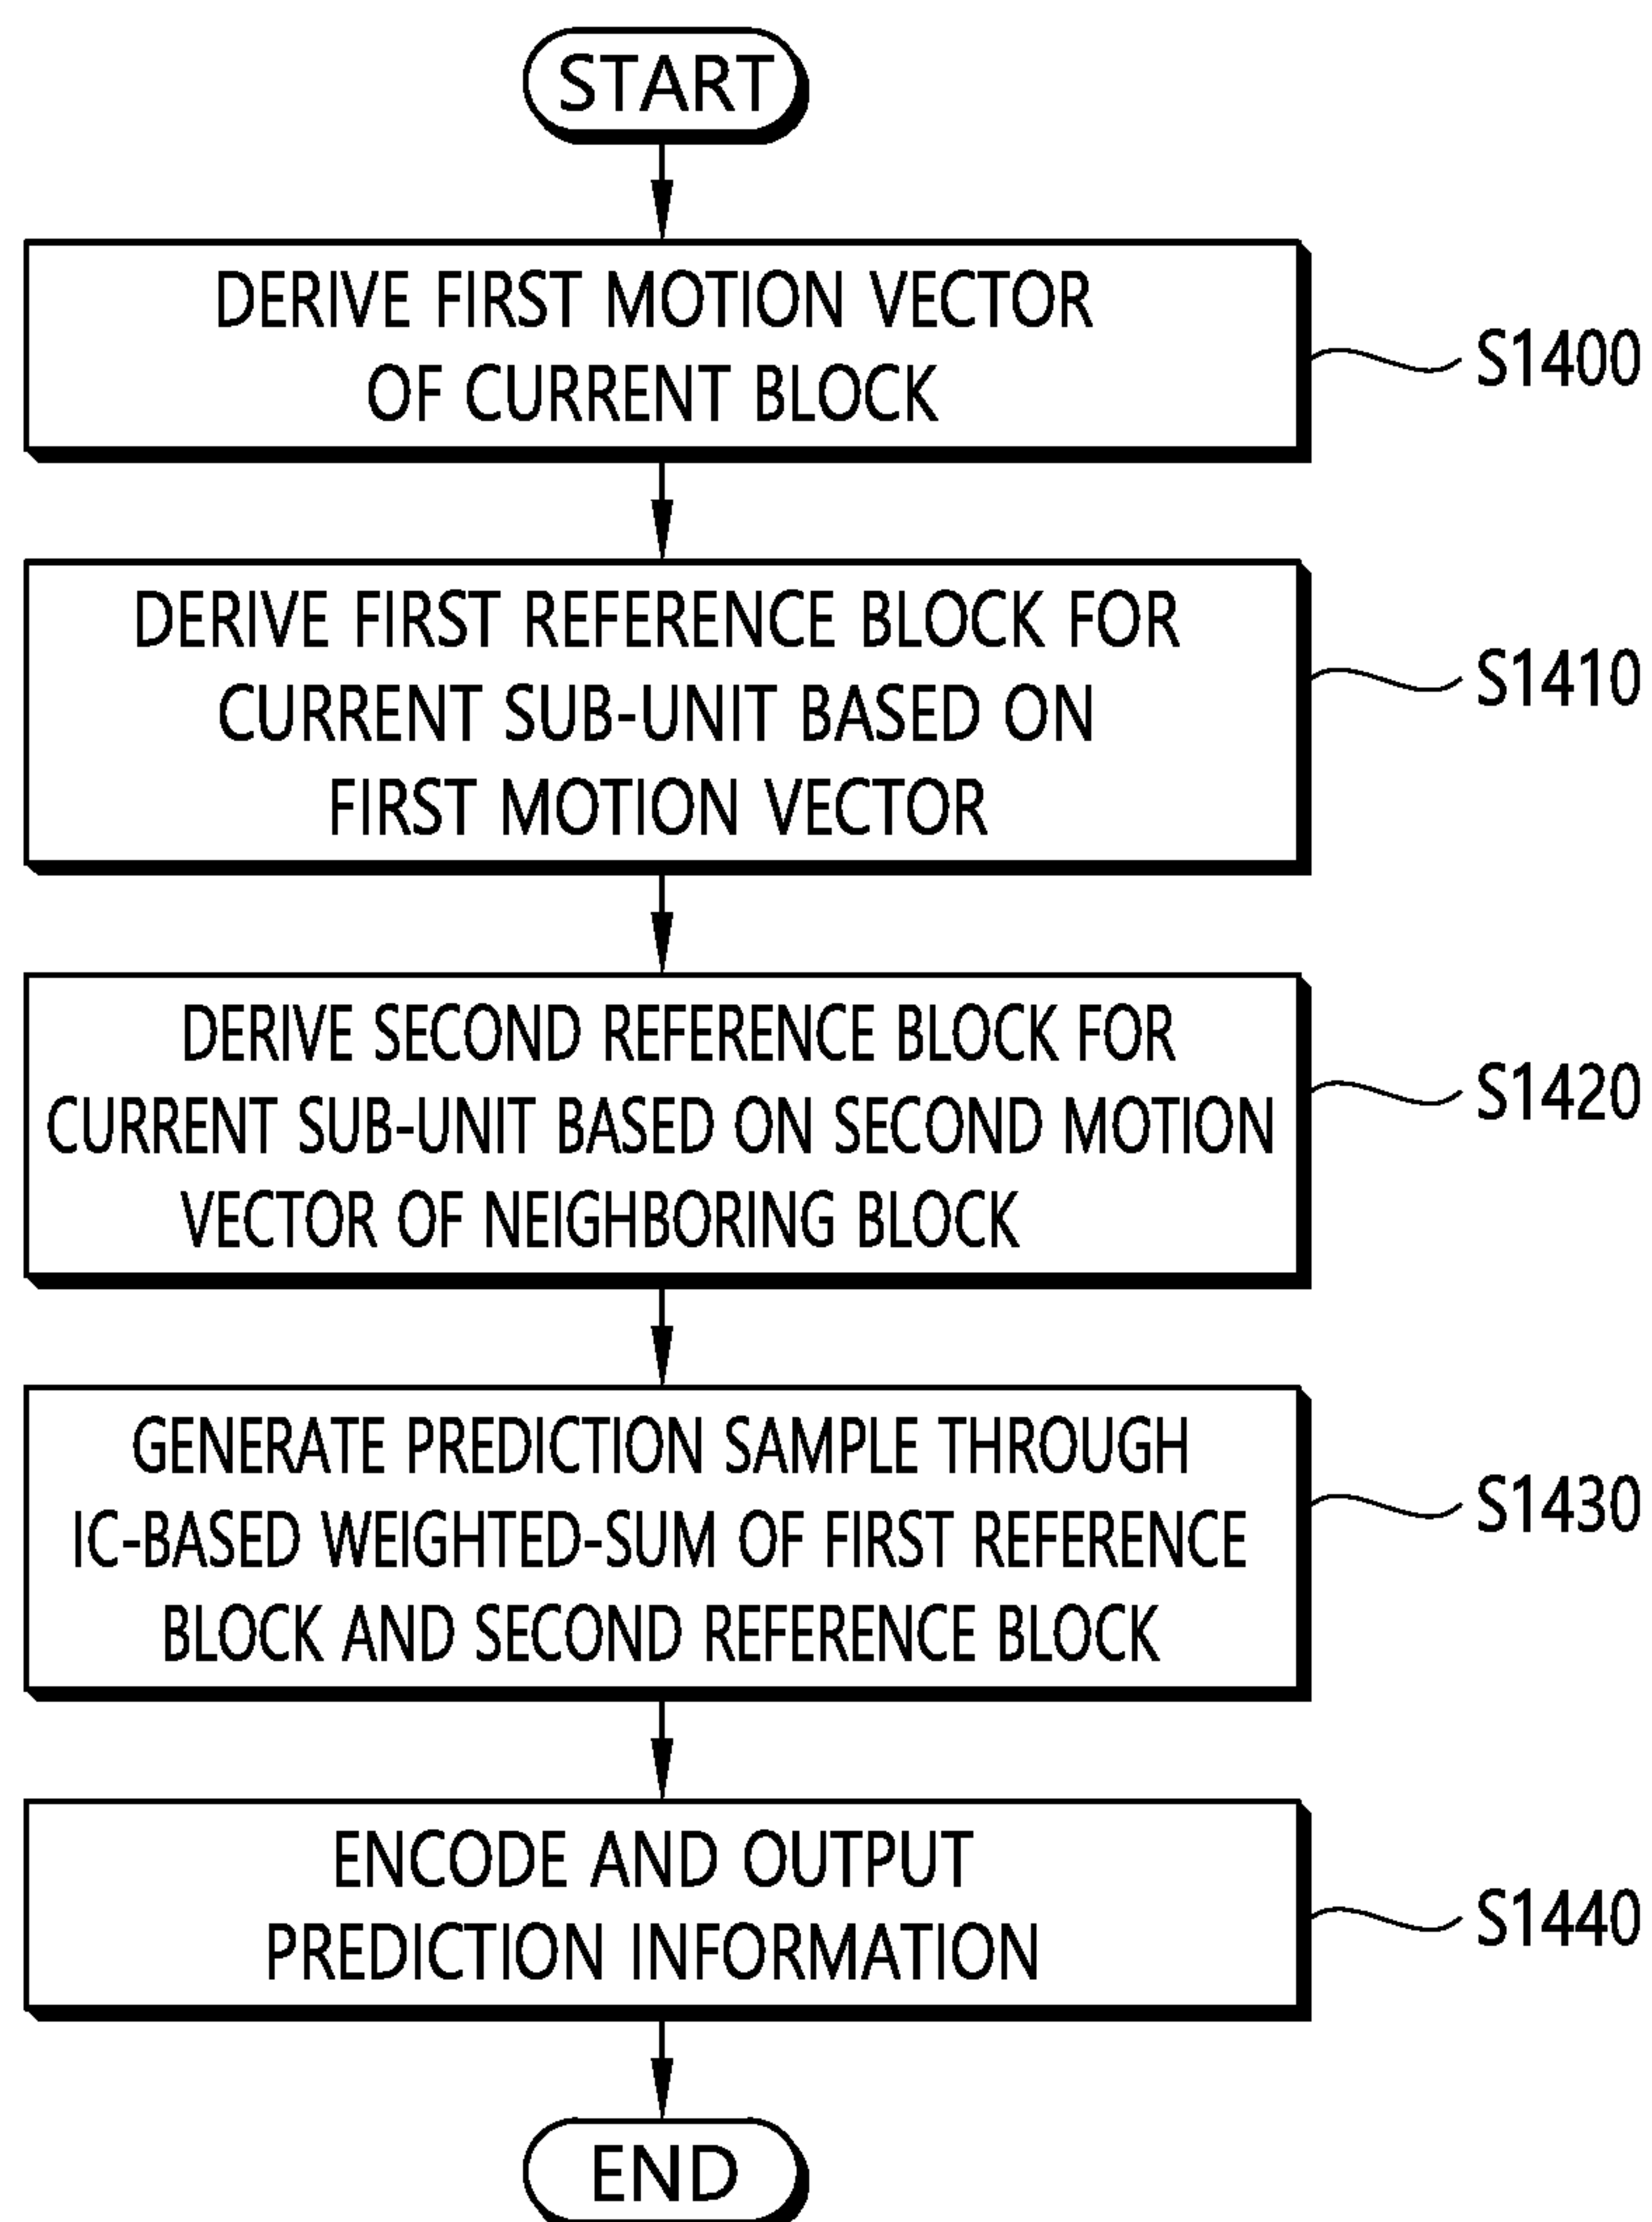 START
DERIVE FIRST MOTION VECTOR
OF CURRENT BLOCK
S1400
DERIVE FIRST REFERENCE BLOCK FOR
CURRENT SUB-UNIT BASED ON
FIRST MOTION VECTOR
S1410
DERIVE SECOND REFERENCE BLOCK FOR
CURRENT SUB-UNIT BASED ON SECOND MOTION
VECTOR OF NEIGHBORING BLOCK
S1420
GENERATE PREDICTION SAMPLE THROUGH
IC-BASED WEIGHTED-SUM OF FIRST REFERENCE
BLOCK AND SECOND REFERENCE BLOCK
S1430
ENCODE AND OUTPUT
PREDICTION INFORMATION
S1440
END